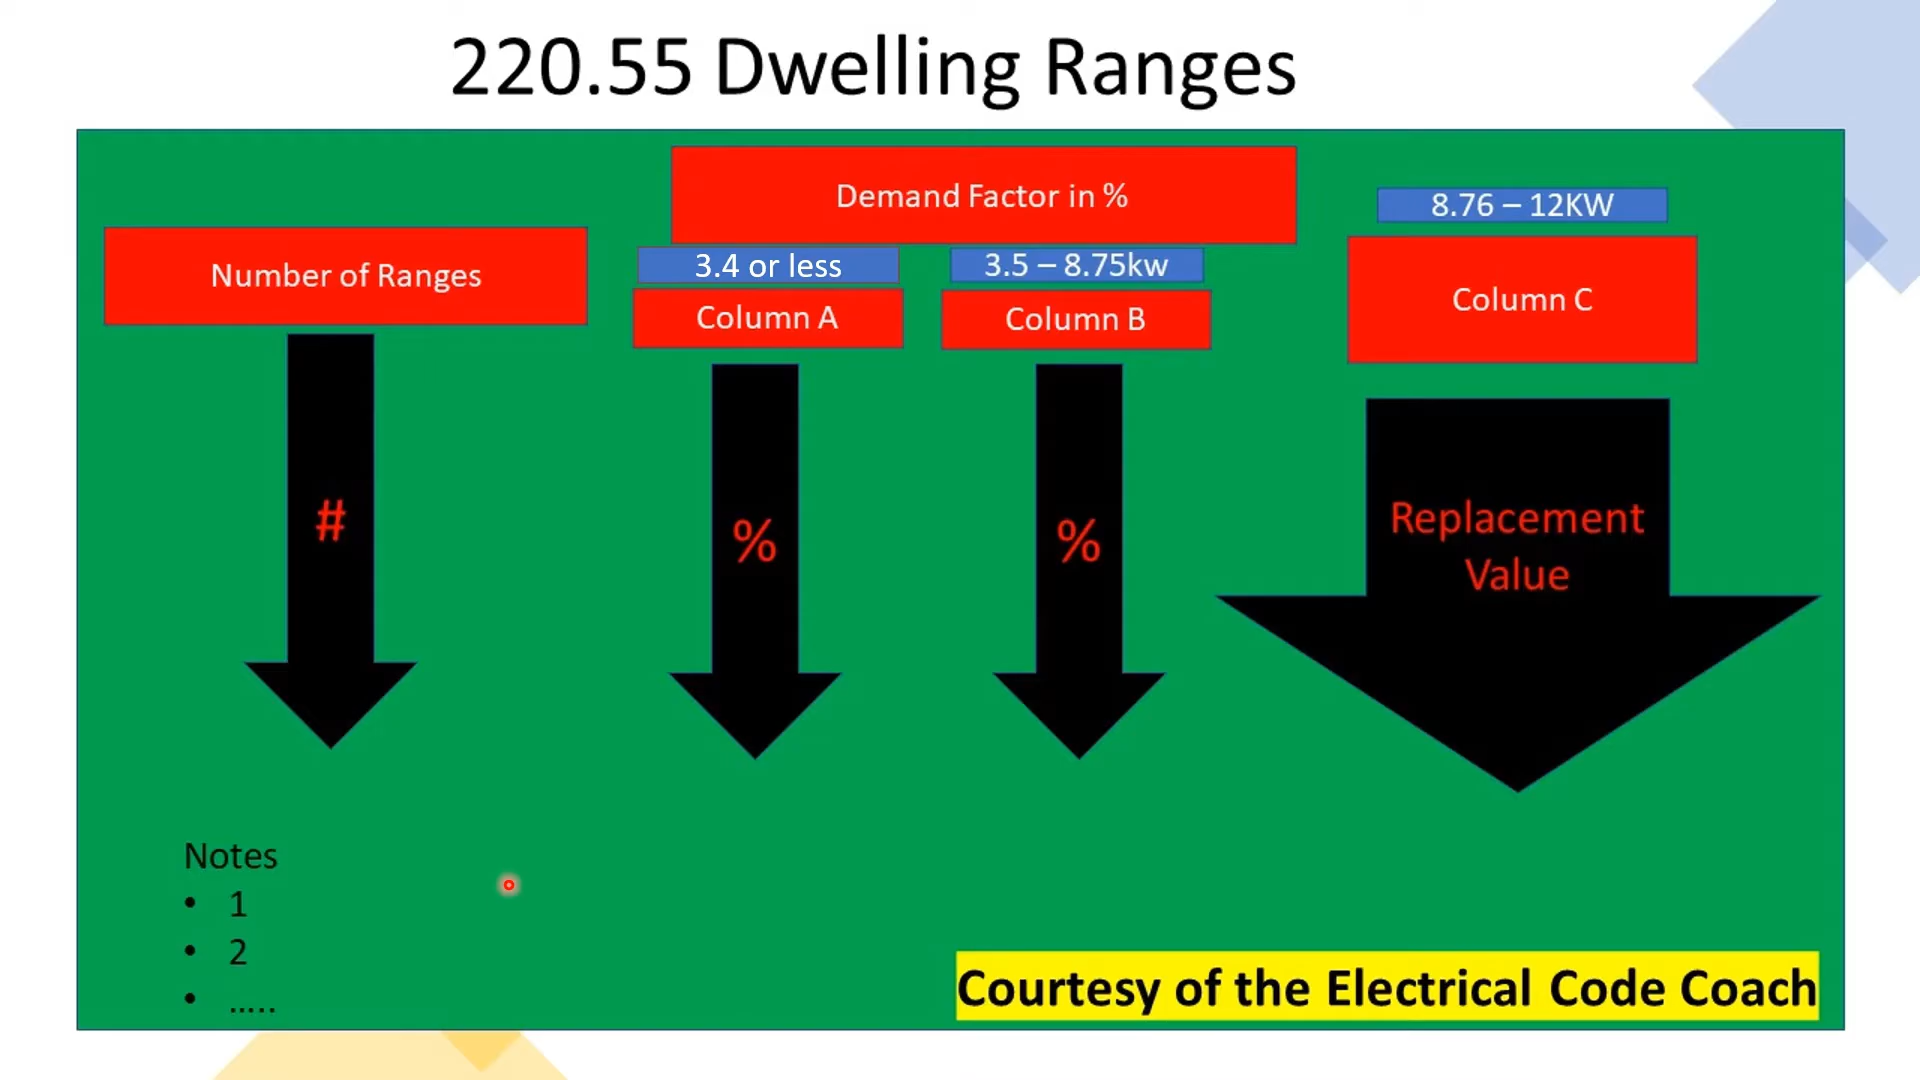 220.55 Dwelling Ranges
Demand Factor in %
8.76 – 12KW
Number of Ranges
3.4 or less
3.5 – 8.75kw
Column A
Column B
Column C
#
%
%
Replacement
Value
Notes
• 1
• 2
• .....
Courtesy of the Electrical Code Coach